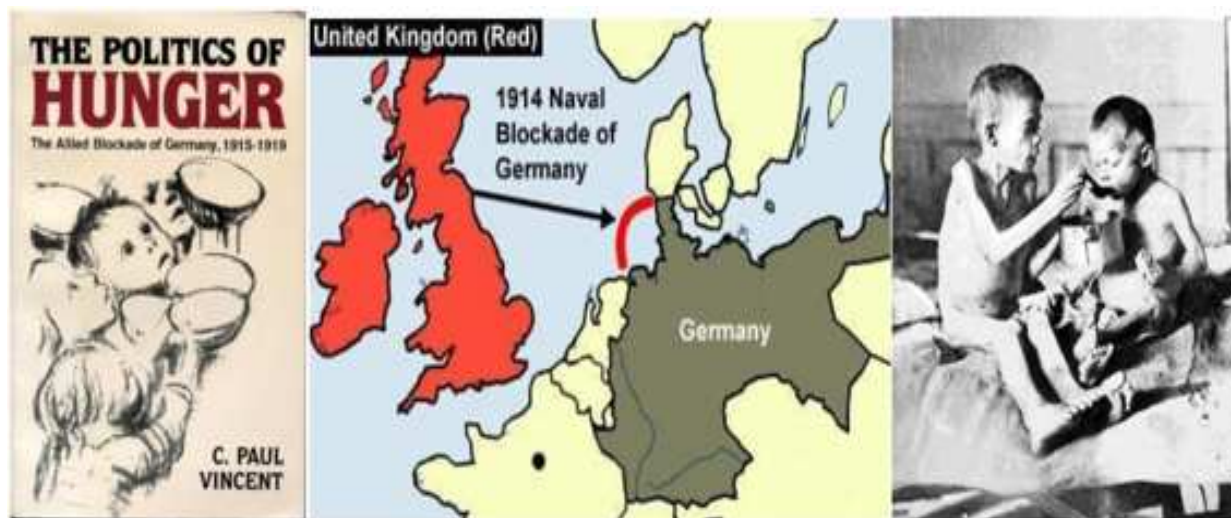 THE POLITICS OF
HUNGER
The Allied Blockade of Germany, 1915-1919
C. PAUL
VINCENT
United Kingdom (Red)
1914 Naval
Blockade of
Germany
Germany